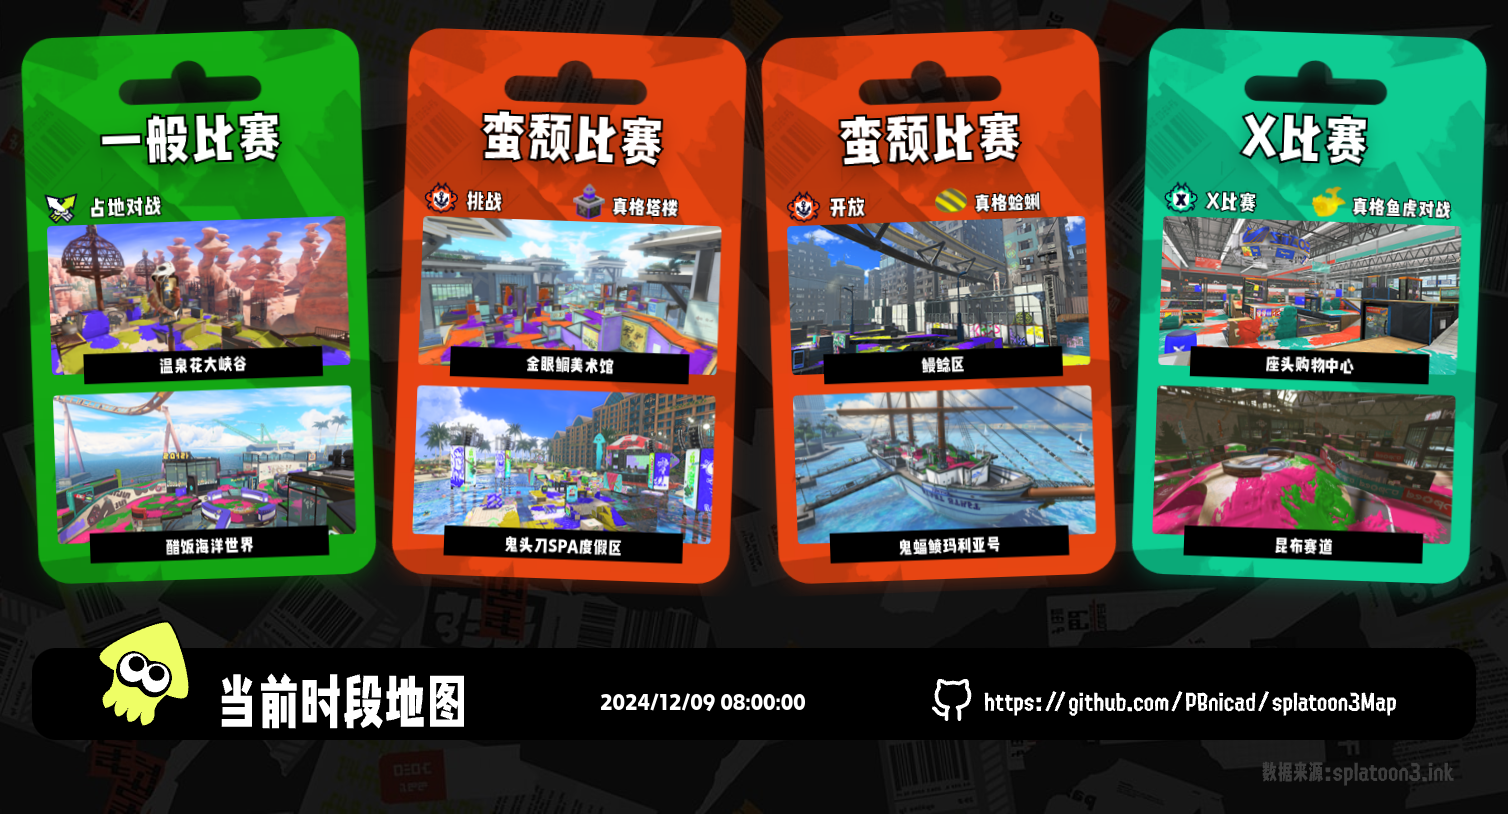 一般比赛
占地对战
温泉花大峡谷
醋饭海洋世界
蛮颓比赛
挑战
真格塔楼
金眼鲷美术馆
鬼头刀SPA度假区
蛮颓比赛
开放
真格蛤蜊
鳗鲶区
鬼蝠鲼玛利亚号
X比赛
X比赛
真格鱼虎对战
座头购物中心
昆布赛道
当前时段地图
2024/12/09 08:00:00
https://github.com/PBnicad/splatoon3Map
数据来源:splatoon3.ink